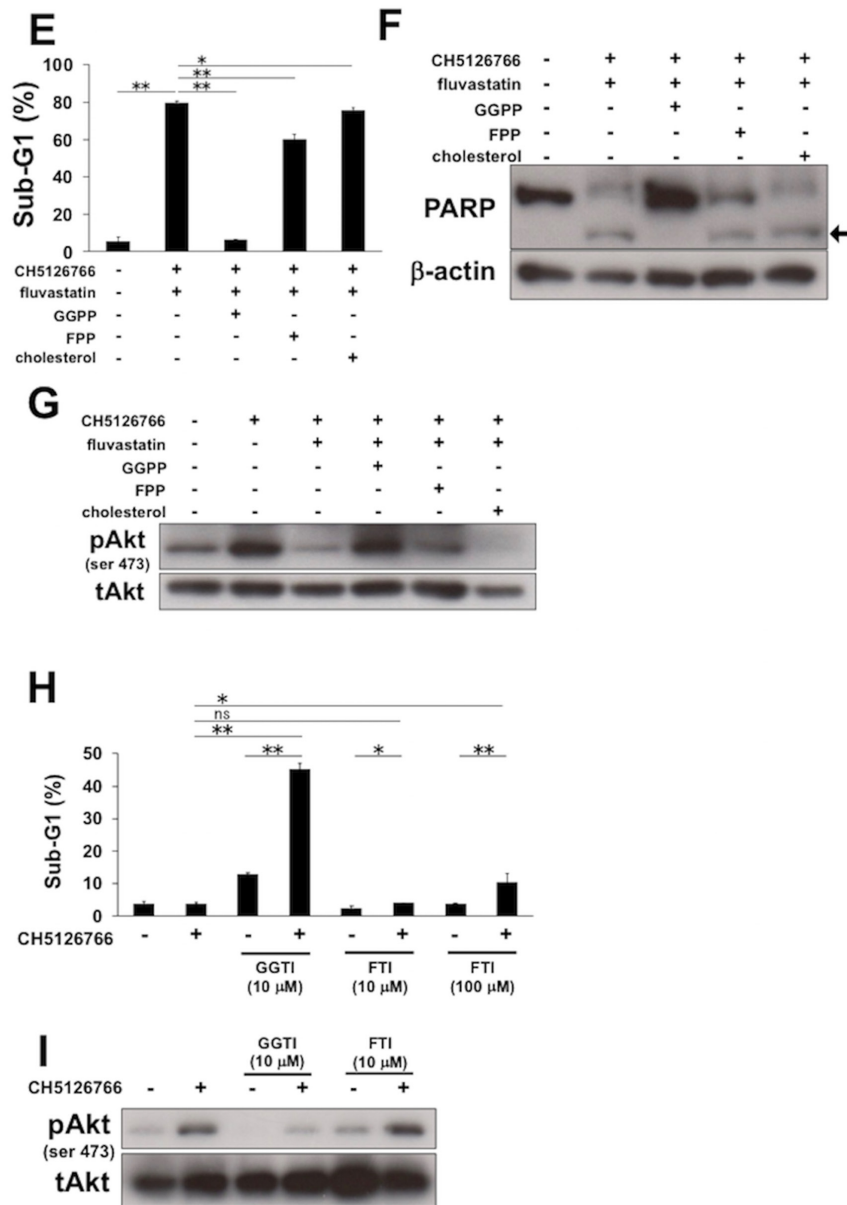 E
*
**
** **
100
80
60
40
20
0
Sub-G1 (%)
CH5126766 - + + + +
fluvastatin - + + + +
GGPP - - + - -
FPP - - - + -
cholesterol - - - - +
F
CH5126766 - + + + +
fluvastatin - + + + +
GGPP - - + - -
FPP - - - + -
cholesterol - - - - +
PARP
β-actin
G
CH5126766 - + + + + +
fluvastatin - - + + + +
GGPP - - - + - -
FPP - - - - + -
cholesterol - - - - - +
pAkt
(ser 473)
tAkt
H
*
ns
**
** * **
50
40
30
20
10
0
Sub-G1 (%)
CH5126766 - + - + - + - +
GGTI FTI FTI
(10 μM) (10 μM) (100 μM)
I
GGTI FTI
(10 μM) (10 μM)
CH5126766 - + - + - +
pAkt
(ser 473)
tAkt